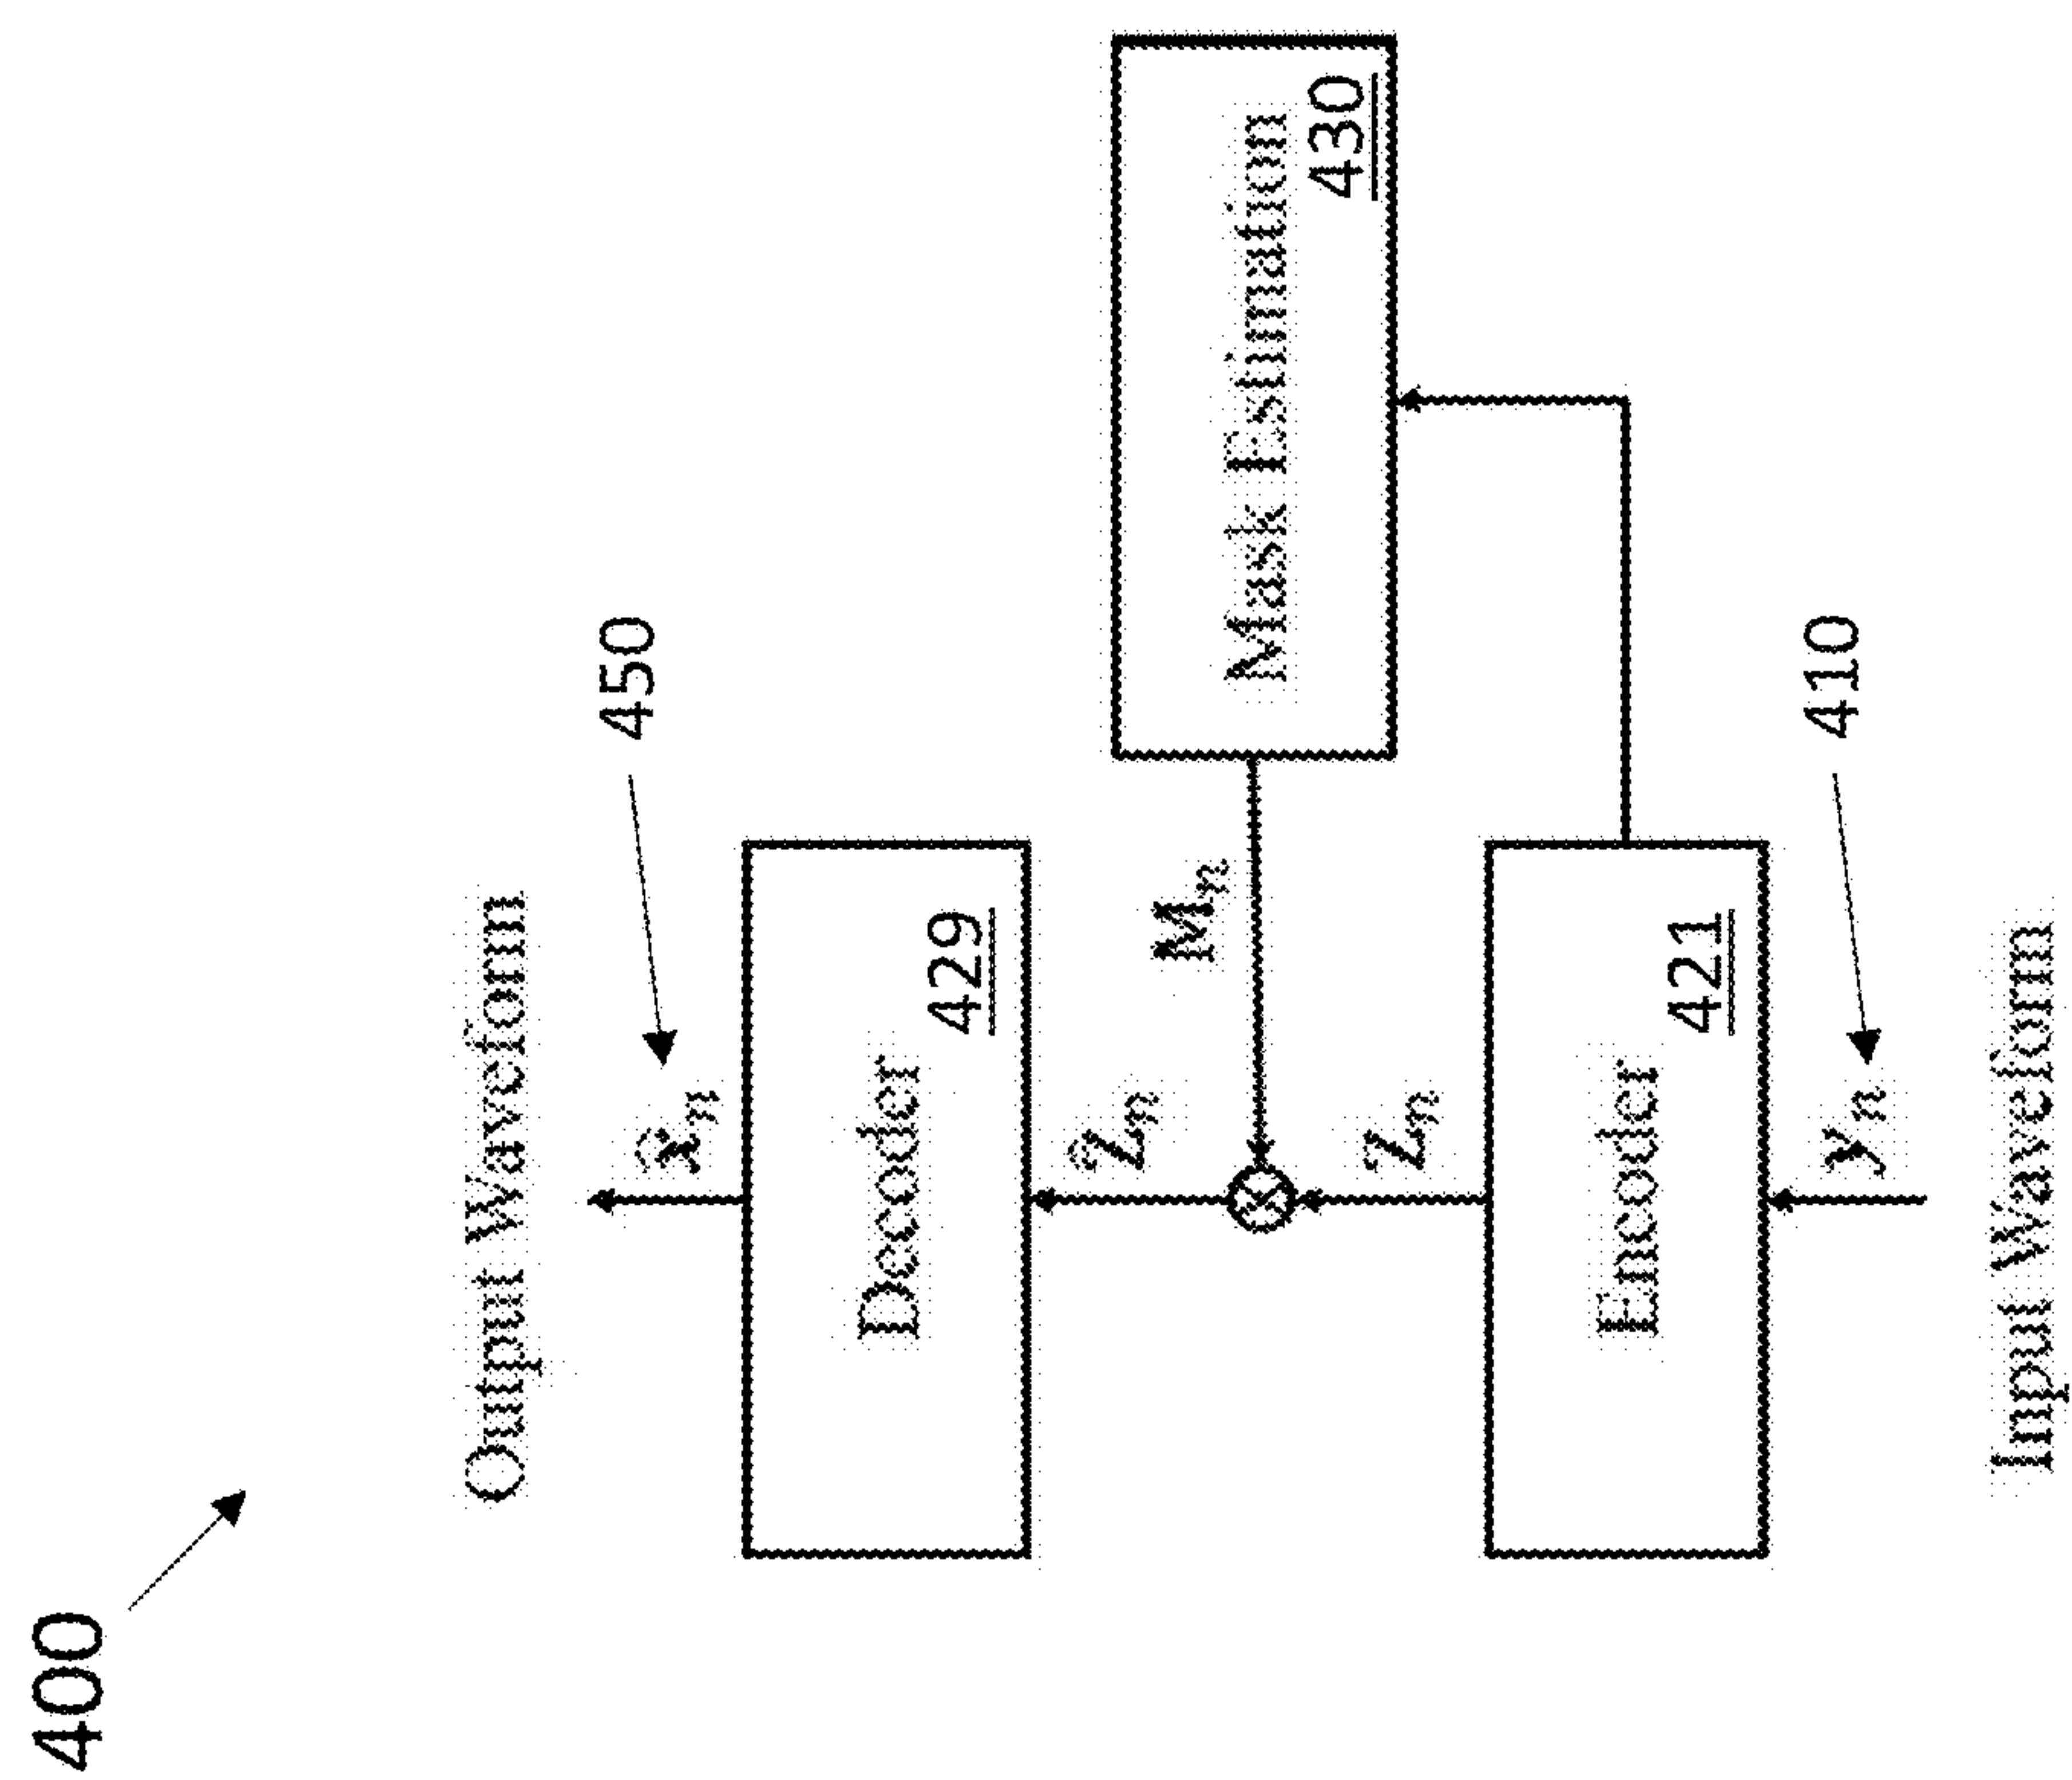 400
Output Waveform
450
x̂ₙ
Decoder
429
Ẑₙ
Mₙ
Mask Estimation
430
Zₙ
Encoder
421
yₙ
410
Input Waveform